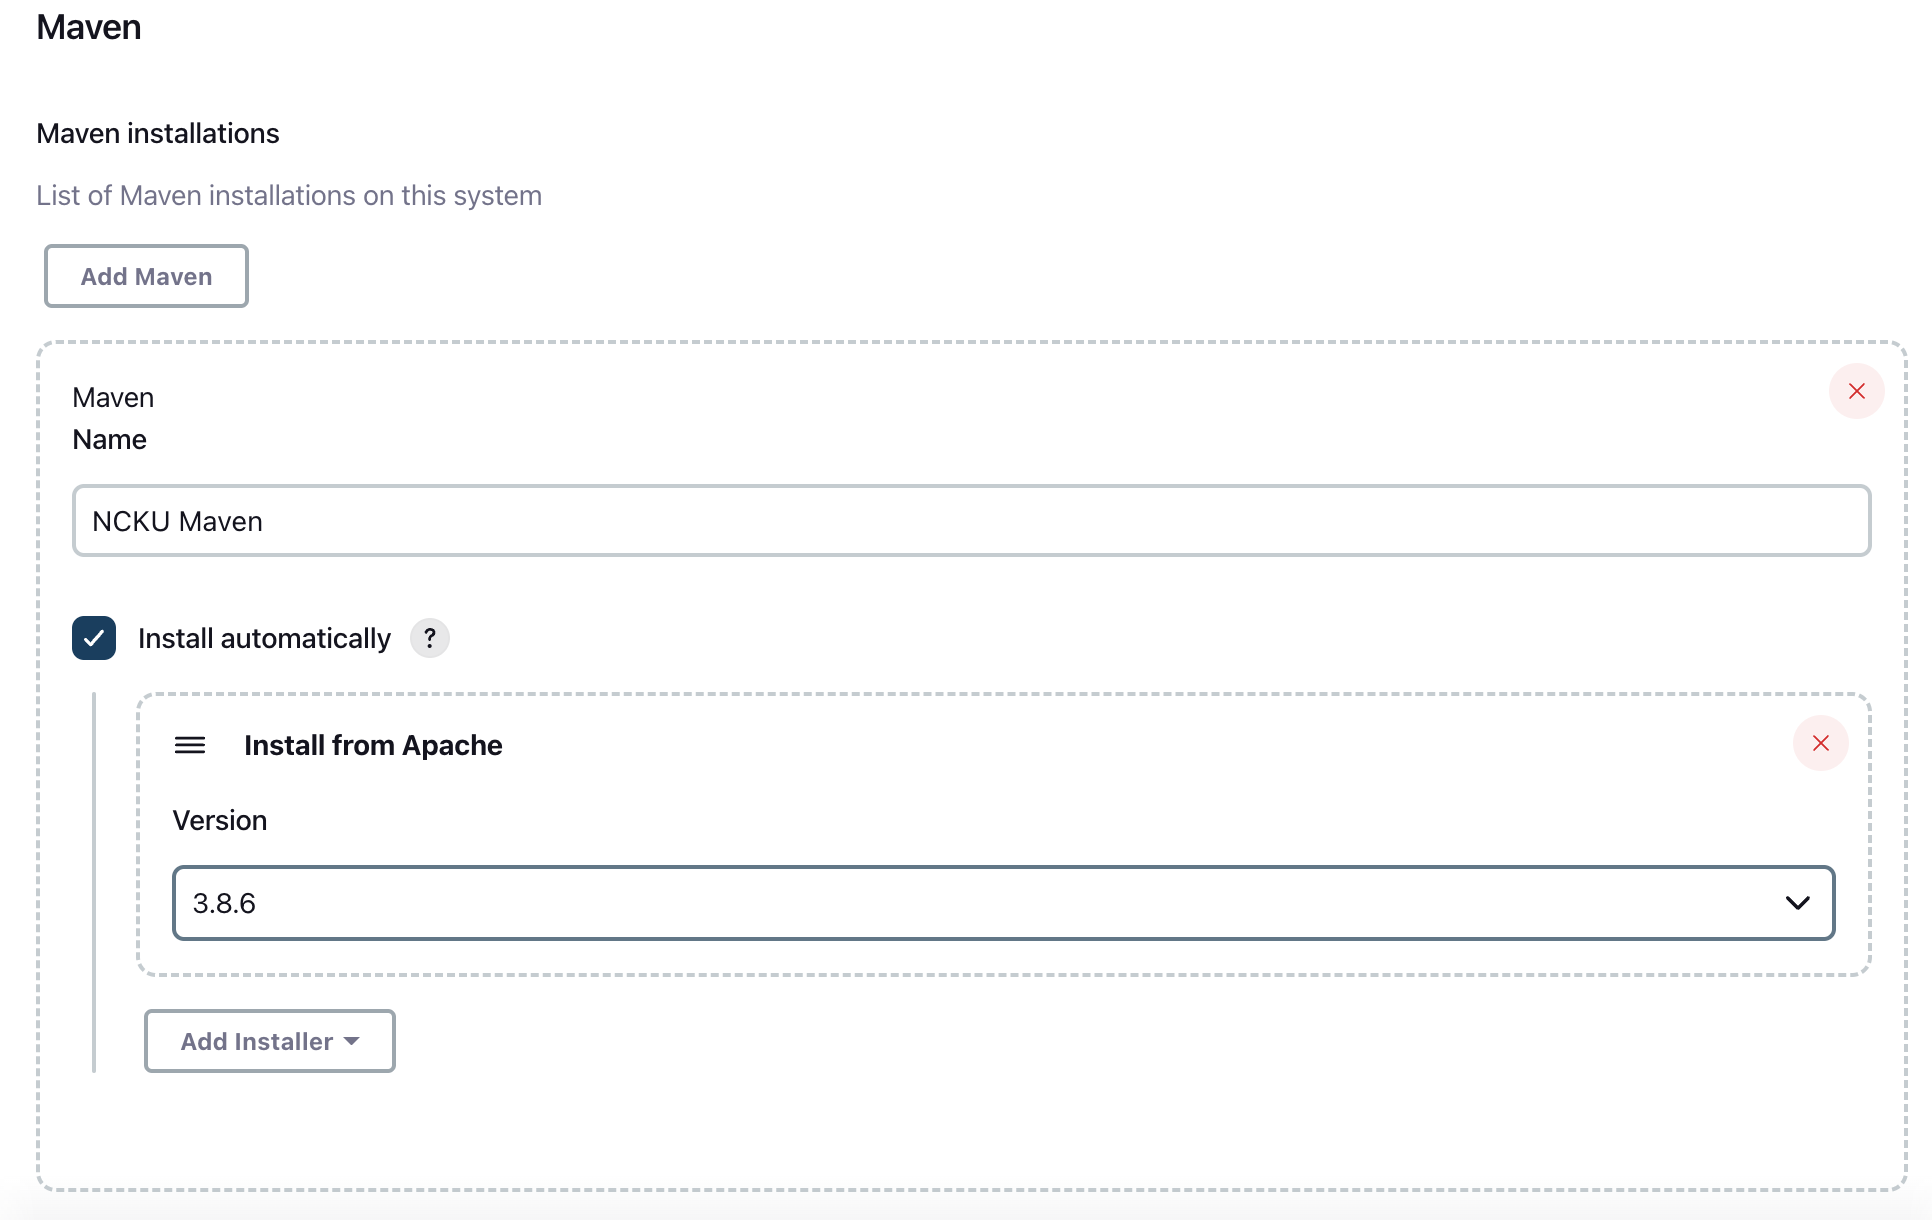 Maven
Maven installations
List of Maven installations on this system
Add Maven
Maven
Name
NCKU Maven
Install automatically ?
Install from Apache
Version
3.8.6
Add Installer